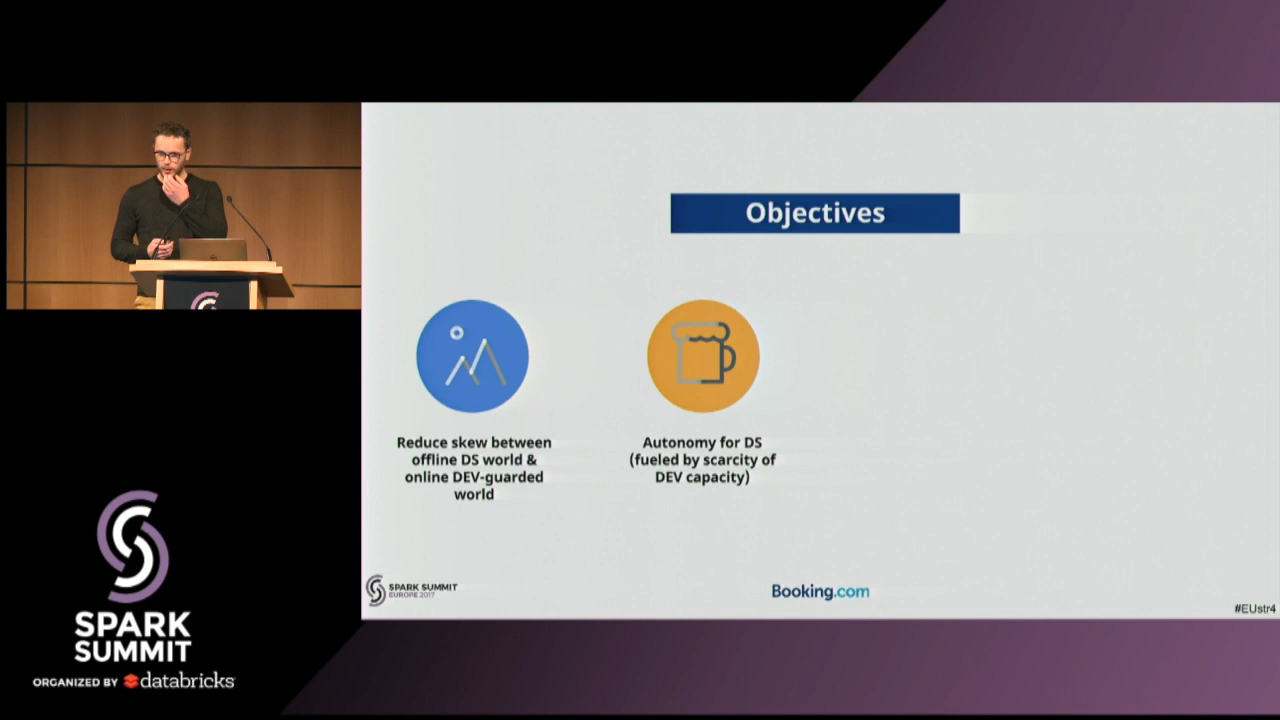 Objectives
Reduce skew between
offline DS world &
online DEV-guarded
world
Autonomy for DS
(fueled by scarcity of
DEV capacity)
SPARK SUMMIT
EUROPE 2017
Booking.com
#EUstr4
SPARK
SUMMIT
ORGANIZED BY databricks